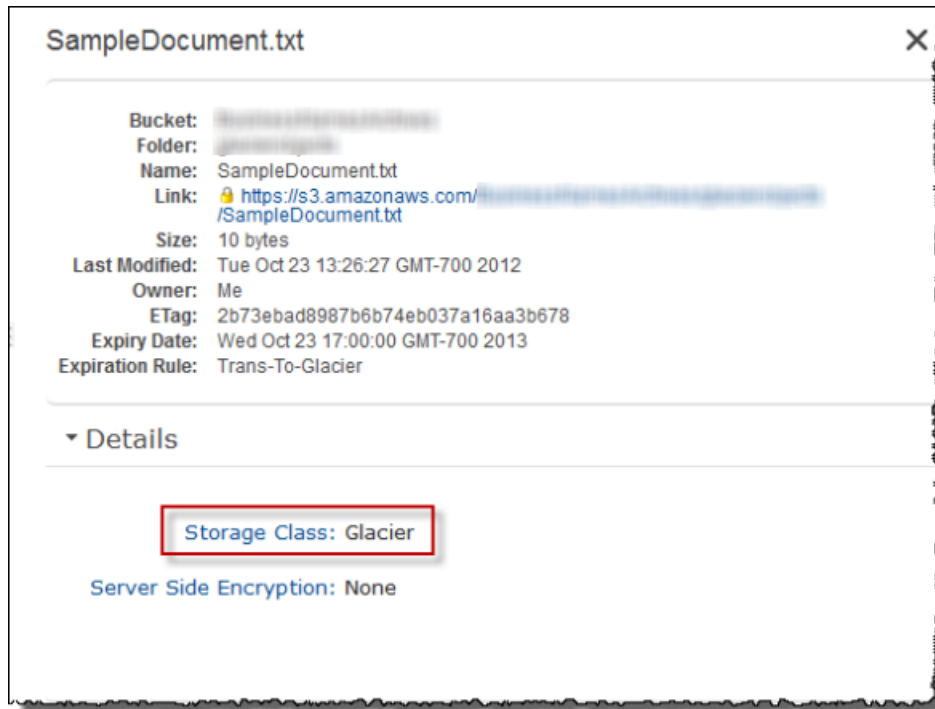 SampleDocument.txt
Bucket:
Folder:
Name: SampleDocument.txt
Link: https://s3.amazonaws.com/
/SampleDocument.txt
Size: 10 bytes
Last Modified: Tue Oct 23 13:26:27 GMT-700 2012
Owner: Me
ETag: 2b73ebad8987b6b74eb037a16aa3b678
Expiry Date: Wed Oct 23 17:00:00 GMT-700 2013
Expiration Rule: Trans-To-Glacier
Details
Storage Class: Glacier
Server Side Encryption: None